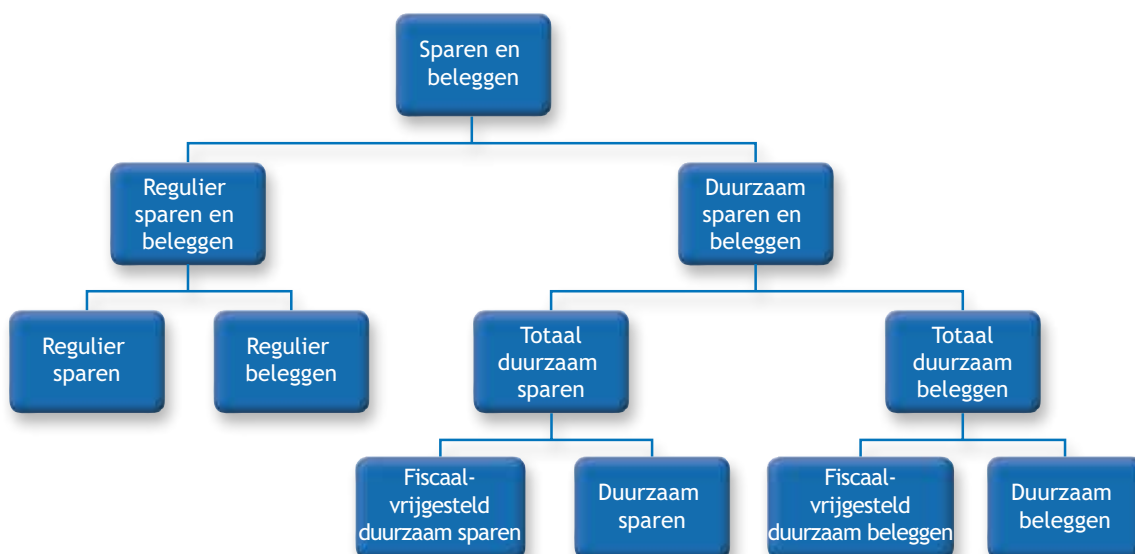 Sparen en
beleggen
Regulier
sparen en
beleggen
Duurzaam
sparen en
beleggen
Regulier
sparen
Regulier
beleggen
Totaal
duurzaam
sparen
Totaal
duurzaam
beleggen
Fiscaal-
vrijgesteld
duurzaam sparen
Duurzaam
sparen
Fiscaal-
vrijgesteld
duurzaam beleggen
Duurzaam
beleggen